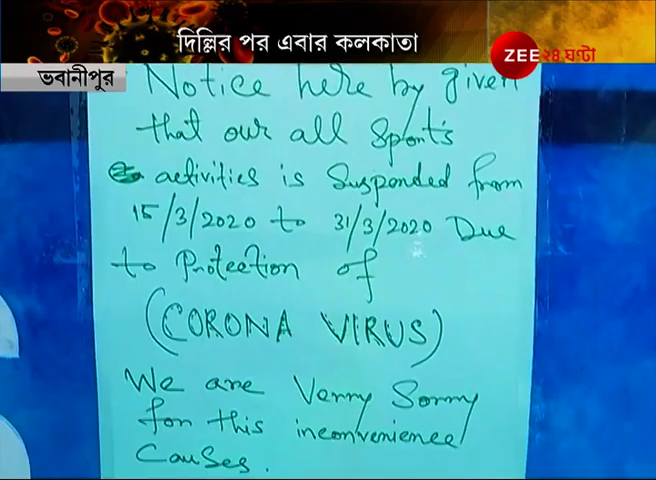 দিল্লির পর এবার কলকাতা
ZEE ২৪ ঘণ্টা
ভবানীপুর
Notice here by given
that our all Sports
activities is Suspended from
15/3/2020 to 31/3/2020 Due
to Protection of
(CORONA VIRUS)
We are Verry Sorry
for this inconvenience
Causes.